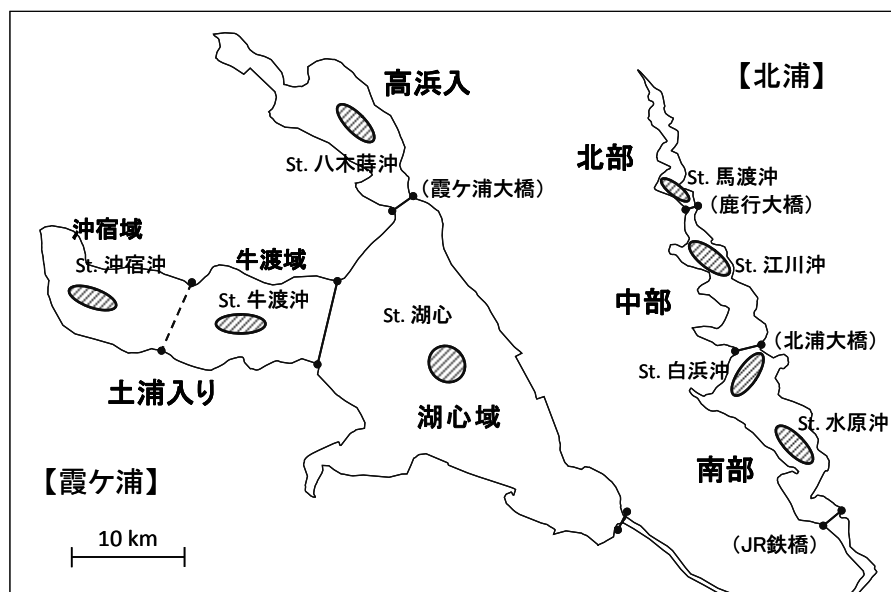 高浜入
【北浦】
St. 八木蒔沖
北部
St. 馬渡沖
(霞ケ浦大橋)
(鹿行大橋)
沖宿域
St. 沖宿沖
牛渡域
St. 牛渡沖
St. 江川沖
中部
St. 湖心
(北浦大橋)
St. 白浜沖
土浦入り
湖心域
St. 水原沖
南部
【霞ケ浦】
10 km
(JR鉄橋)